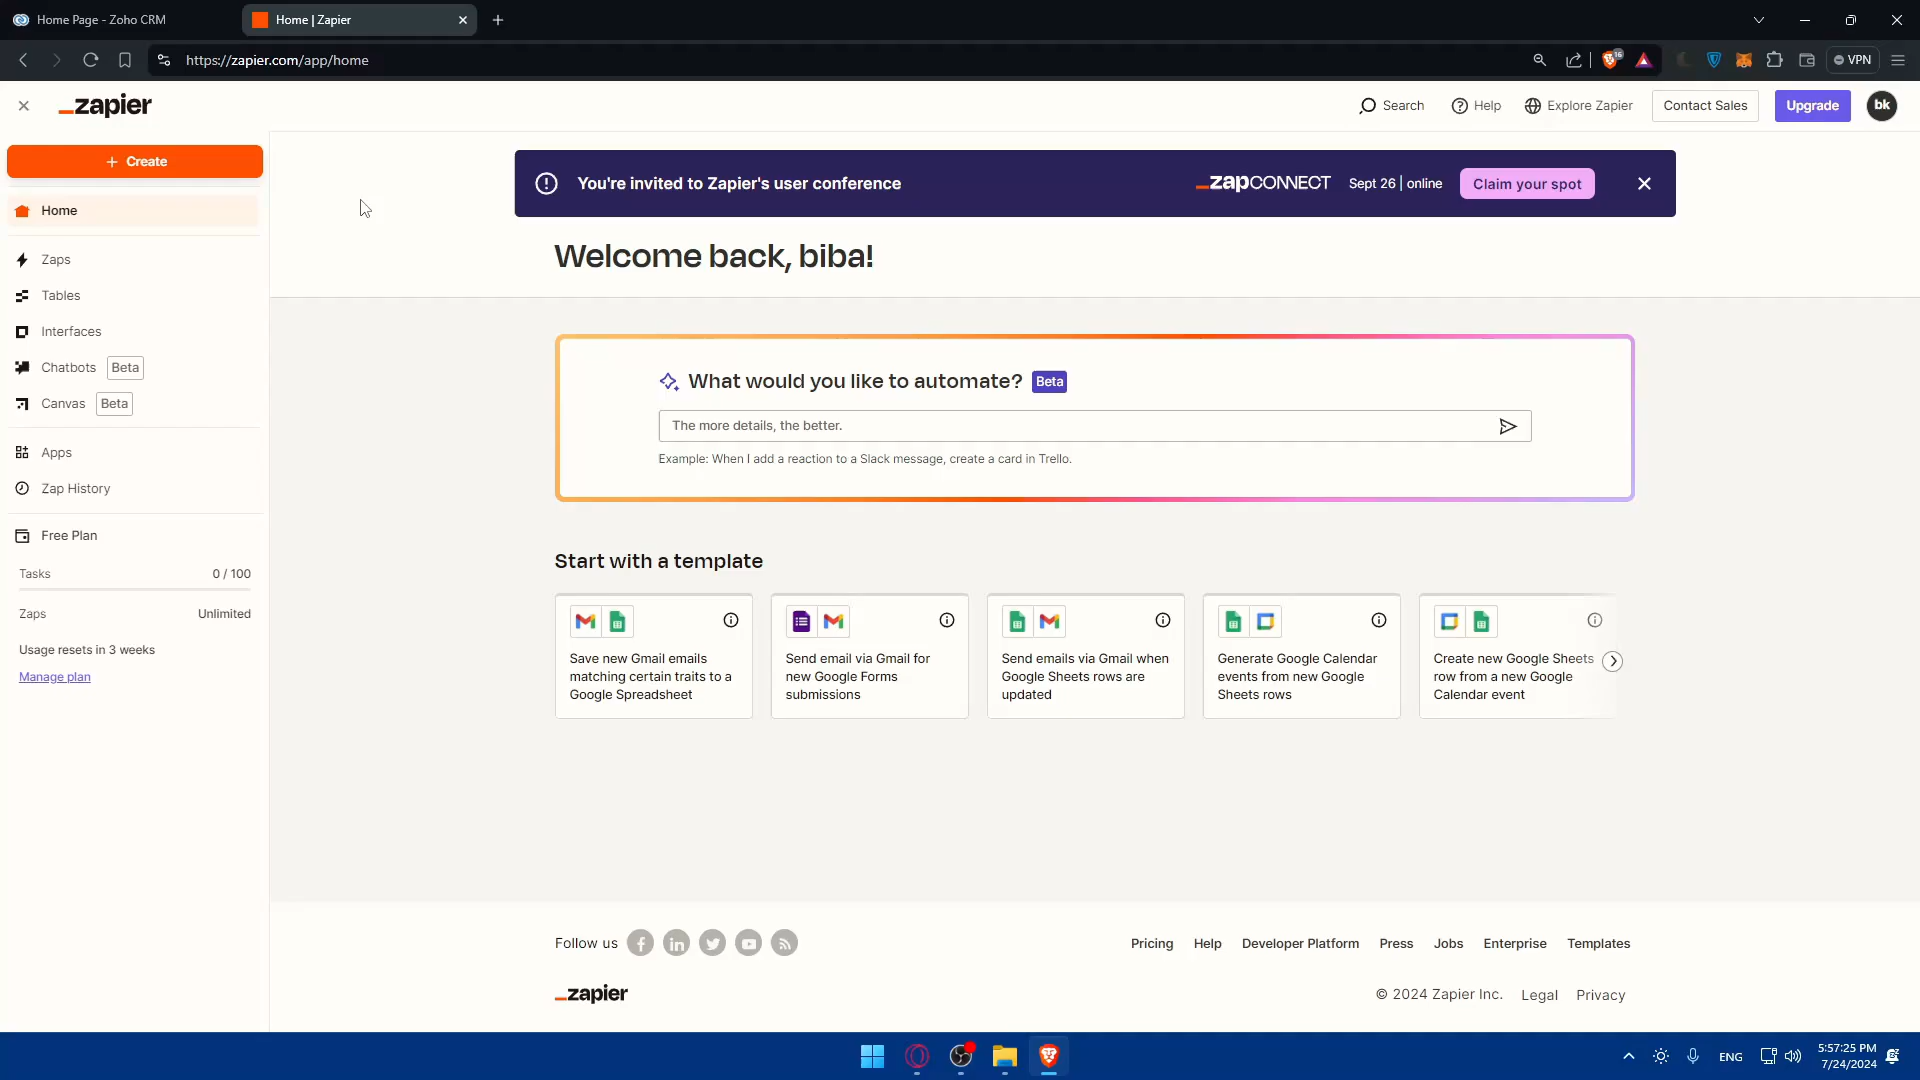 Home Page - Zoho CRM
Home | Zapier
https://zapier.com/app/home
16
VPN
zapier
Search
Help
Explore Zapier
Contact Sales
Upgrade
bk
+ Create
Home
Zaps
Tables
Interfaces
Chatbots Beta
Canvas Beta
Apps
Zap History
Free Plan
Tasks 0 / 100
Zaps Unlimited
Usage resets in 3 weeks
Manage plan
You're invited to Zapier's user conference
zapCONNECT
Sept 26 | online
Claim your spot
Welcome back, biba!
What would you like to automate? Beta
The more details, the better.
Example: When I add a reaction to a Slack message, create a card in Trello.
Start with a template
Save new Gmail emails
matching certain traits to a
Google Spreadsheet
Send email via Gmail for
new Google Forms
submissions
Send emails via Gmail when
Google Sheets rows are
updated
Generate Google Calendar
events from new Google
Sheets rows
Create new Google Sheets
row from a new Google
Calendar event
Follow us
Pricing
Help
Developer Platform
Press
Jobs
Enterprise
Templates
zapier
© 2024 Zapier Inc.
Legal
Privacy
ENG
5:57:25 PM
7/24/2024